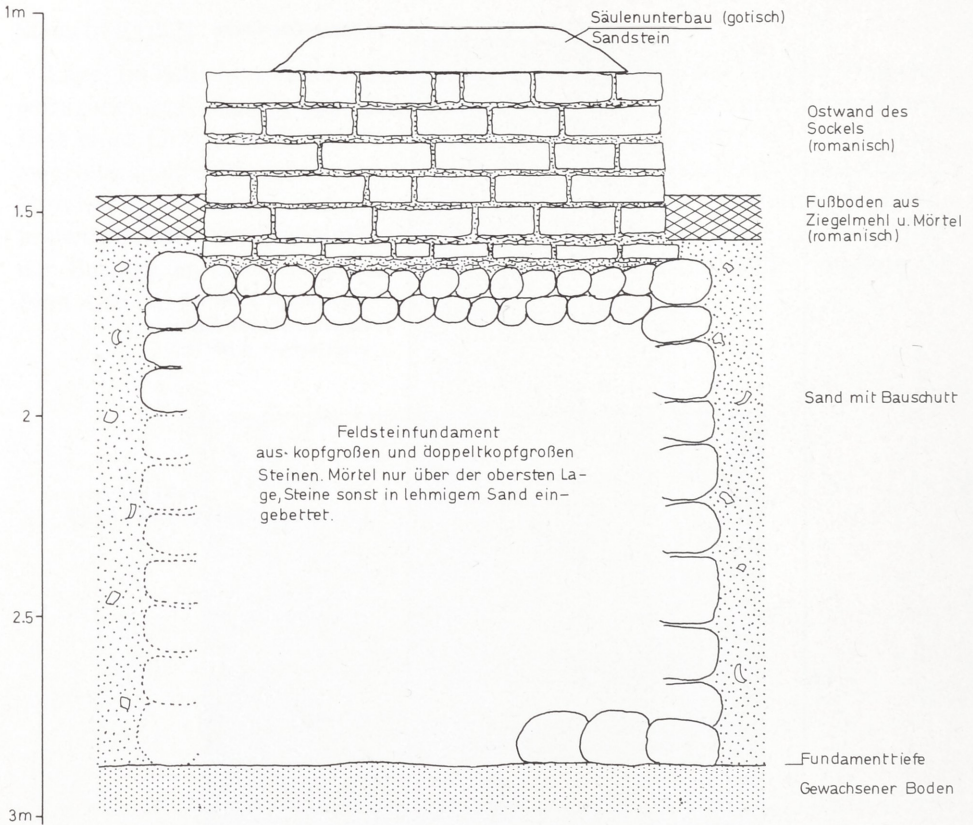 1m
Säulenunterbau (gotisch)
Sandstein
Ostwand des
Sockels
(romanisch)
Fußboden aus
1.5
Ziegelmehl u. Mörtel
(romanisch)
Sand mit Bauschutt
2
Feldsteinfundament
aus kopfgroßen und doppeltkopfgroßen
Steinen. Mörtel nur über der obersten La-
ge, Steine sonst in lehmigem Sand ein-
gebettet.
2.5
Fundamenttiefe
Gewachsener Boden
3m